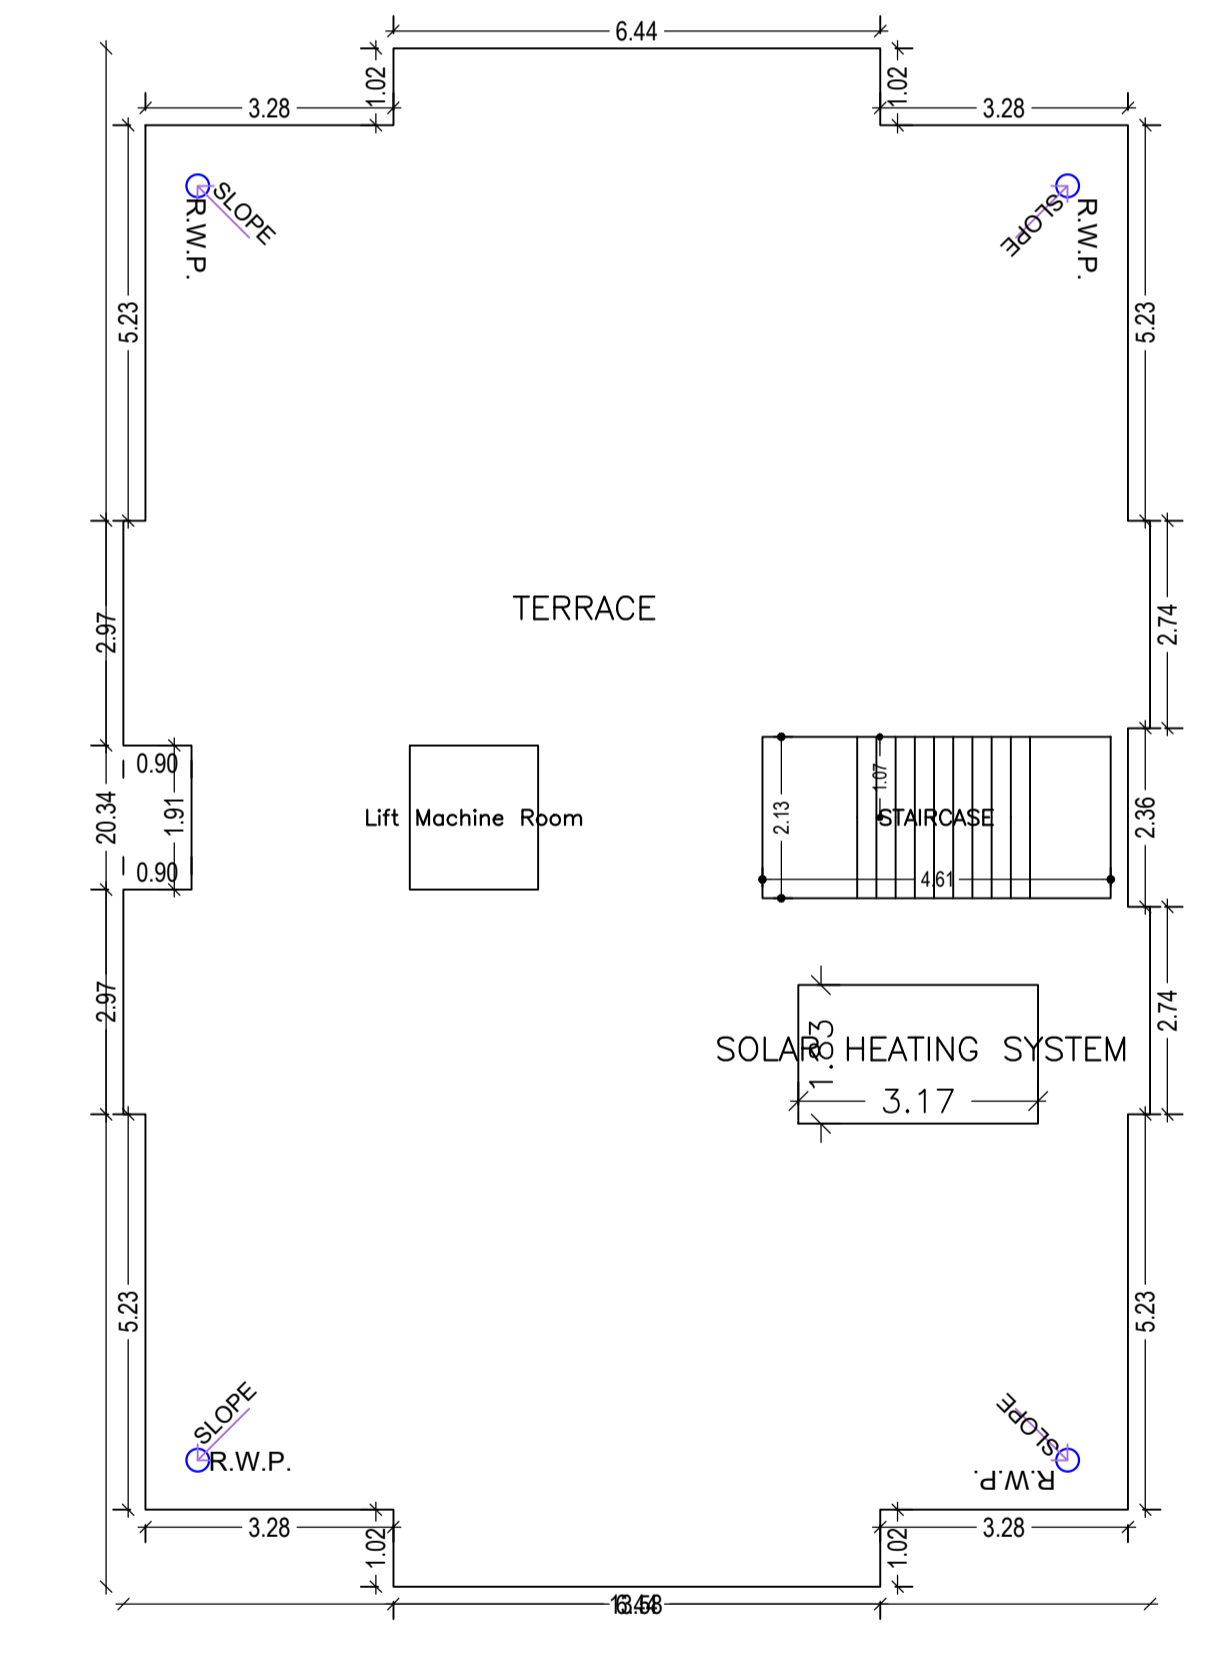 6.44
1.02
1.02
3.28
3.28
SLOPE
R.W.P.
SLOPE
R.W.P.
5.23
5.23
TERRACE
2.97
2.74
0.90
1.91
20.34
0.90
Lift Machine Room
2.13
1.07
STAIRCASE
4.61
2.36
2.97
2.74
SOLAR HEATING SYSTEM
1.83
3.17
5.23
5.23
SLOPE
R.W.P.
SLOPE
R.W.P.
3.28
3.28
1.02
1.02